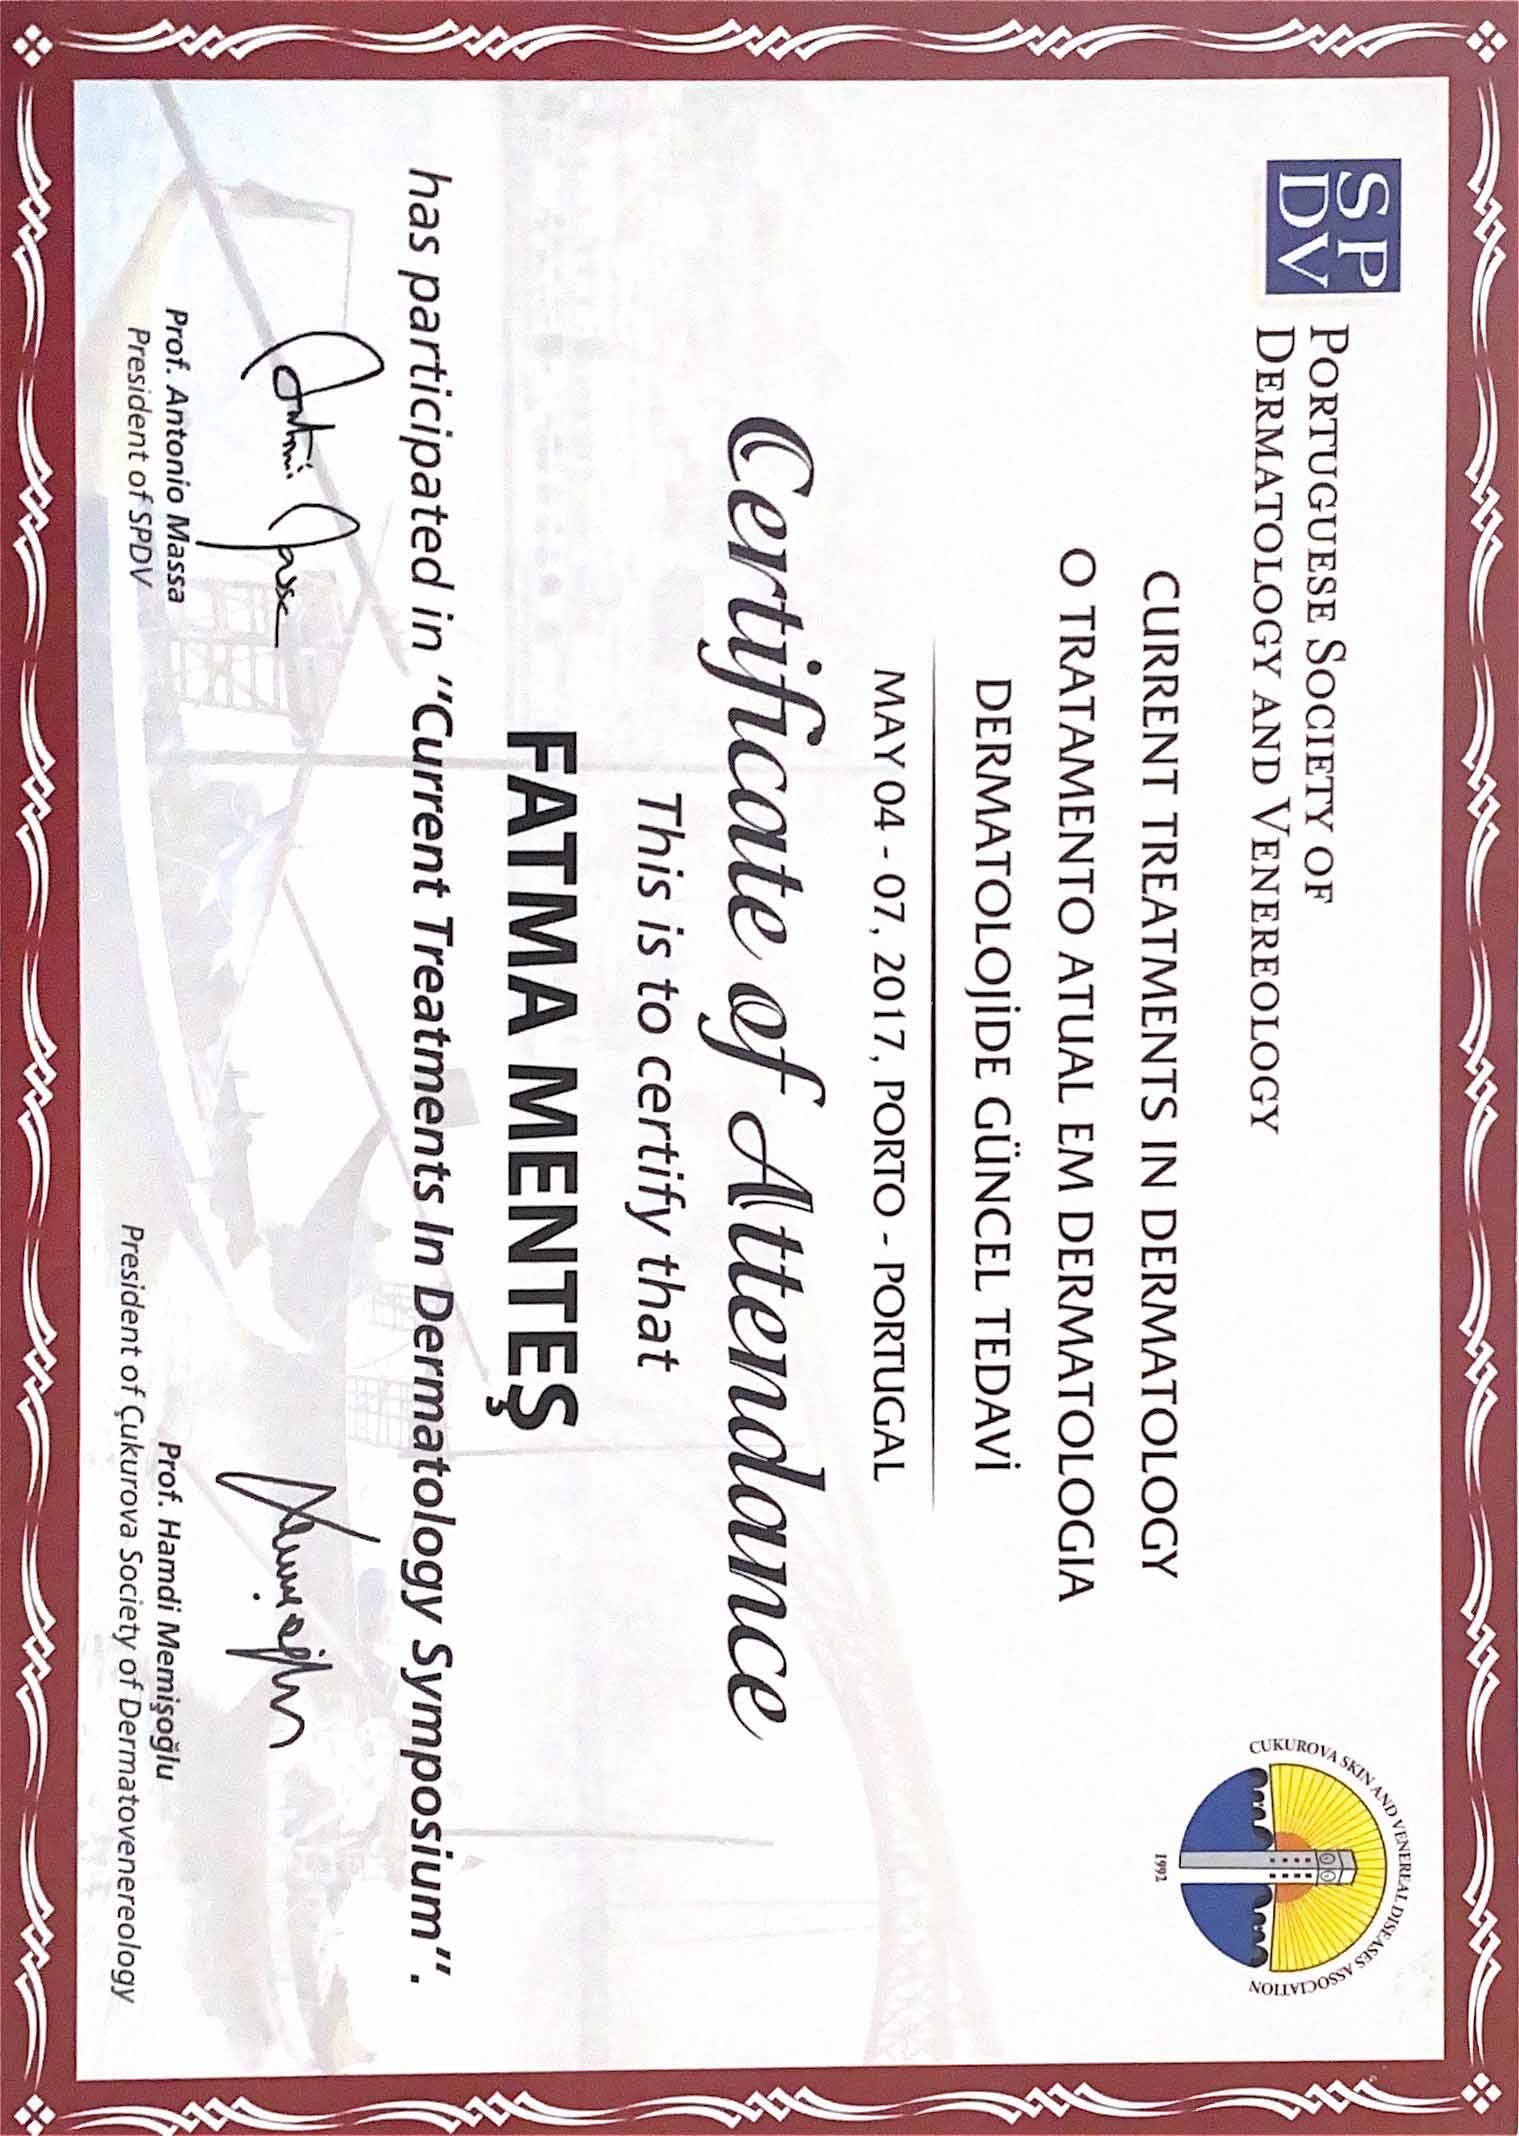 SP
DV
PORTUGUESE SOCIETY OF
DERMATOLOGY AND VENEREOLOGY
CUKUROVA SKIN AND VENEREAL DISEASES ASSOCIATION
1992
CURRENT TREATMENTS IN DERMATOLOGY
O TRATAMENTO ATUAL EM DERMATOLOGIA
DERMATOLOJİDE GÜNCEL TEDAVİ
MAY 04 - 07, 2017, PORTO - PORTUGAL
Certificate of Attendance
This is to certify that
FATMA MENTEŞ
has participated in "Current Treatments In Dermatology Symposium".
Prof. Antonio Massa
President of SPDV
Prof. Hamdi Memişoğlu
President of Çukurova Society of Dermatovenereology